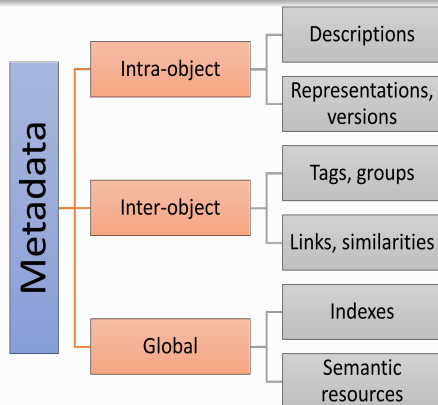 Metadata
Intra-object
Descriptions
Representations,
versions
Inter-object
Tags, groups
Links, similarities
Global
Indexes
Semantic
resources